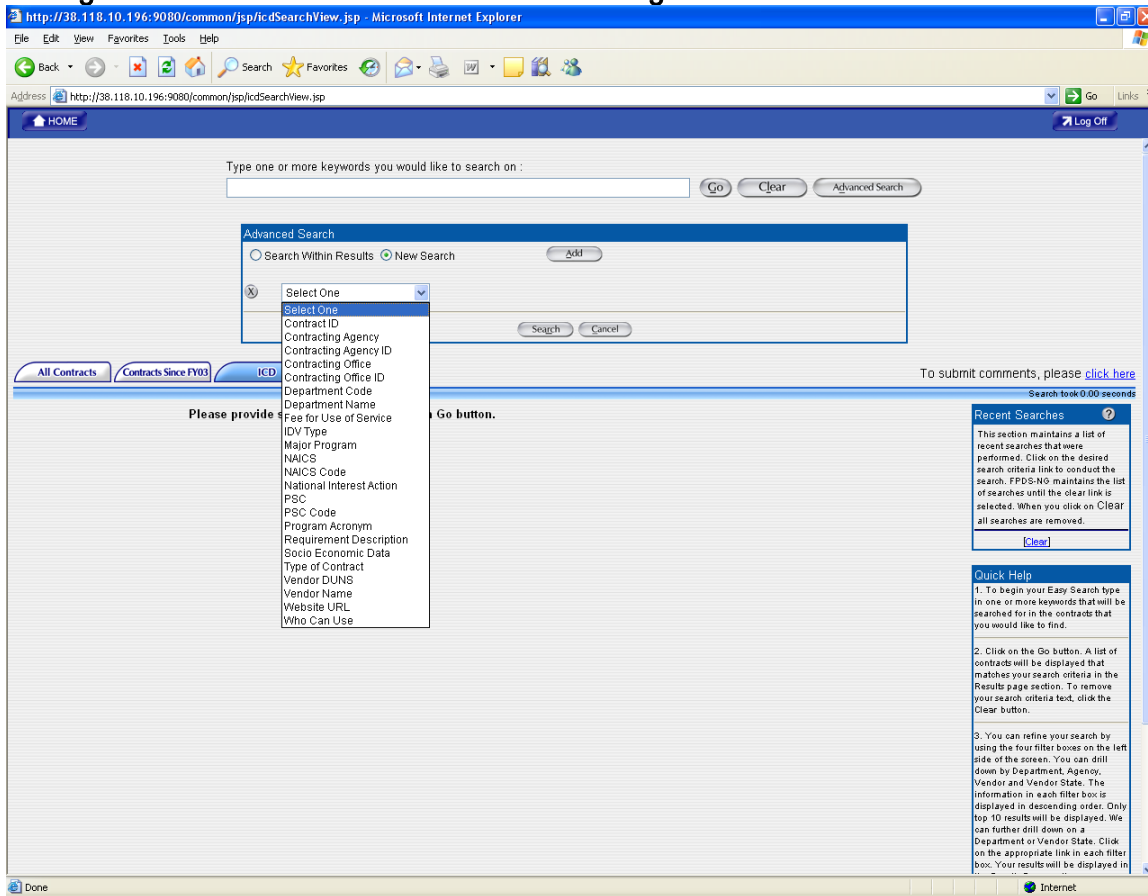 http://38.118.10.196:9080/common/jsp/icdSearchView.jsp - Microsoft Internet Explorer
File Edit View Favorites Tools Help
Back Search Favorites
Address http://38.118.10.196:9080/common/jsp/icdSearchView.jsp Go Links
HOME Log Off
Type one or more keywords you would like to search on :
Go Clear Advanced Search
Advanced Search
Search Within Results New Search Add
X Select One
Select One
Contract ID
Contracting Agency
Contracting Agency ID
Contracting Office
Contracting Office ID
Department Code
Department Name
Fee for Use of Service
IDV Type
Major Program
NAICS
NAICS Code
National Interest Action
PSC
PSC Code
Program Acronym
Requirement Description
Socio Economic Data
Type of Contract
Vendor DUNS
Vendor Name
Website URL
Who Can Use
Search Cancel
All Contracts Contracts Since FY03 ICD
To submit comments, please click here
Search took 0.00 seconds
Please provide Go button.
Recent Searches ?
This section maintains a list of
recent searches that were
performed. Click on the desired
search criteria link to conduct the
search. FPDS-NG maintains the list
of searches until the clear link is
selected. When you click on Clear
all searches are removed.
[Clear]
Quick Help
1. To begin your Easy Search type
in one or more keywords that will be
searched for in the contracts that
you would like to find.
2. Click on the Go button. A list of
contracts will be displayed that
matches your search criteria in the
Results page section. To remove
your search criteria text, click the
Clear button.
3. You can refine your search by
using the four filter boxes on the left
side of the screen. You can drill
down by Department, Agency,
Vendor and Vendor State. The
information in each filter box is
displayed in descending order. Only
top 10 results will be displayed. We
can further drill down on a
Department or Vendor State. Click
on the appropriate link in each filter
box. Your results will be displayed in
Done Internet